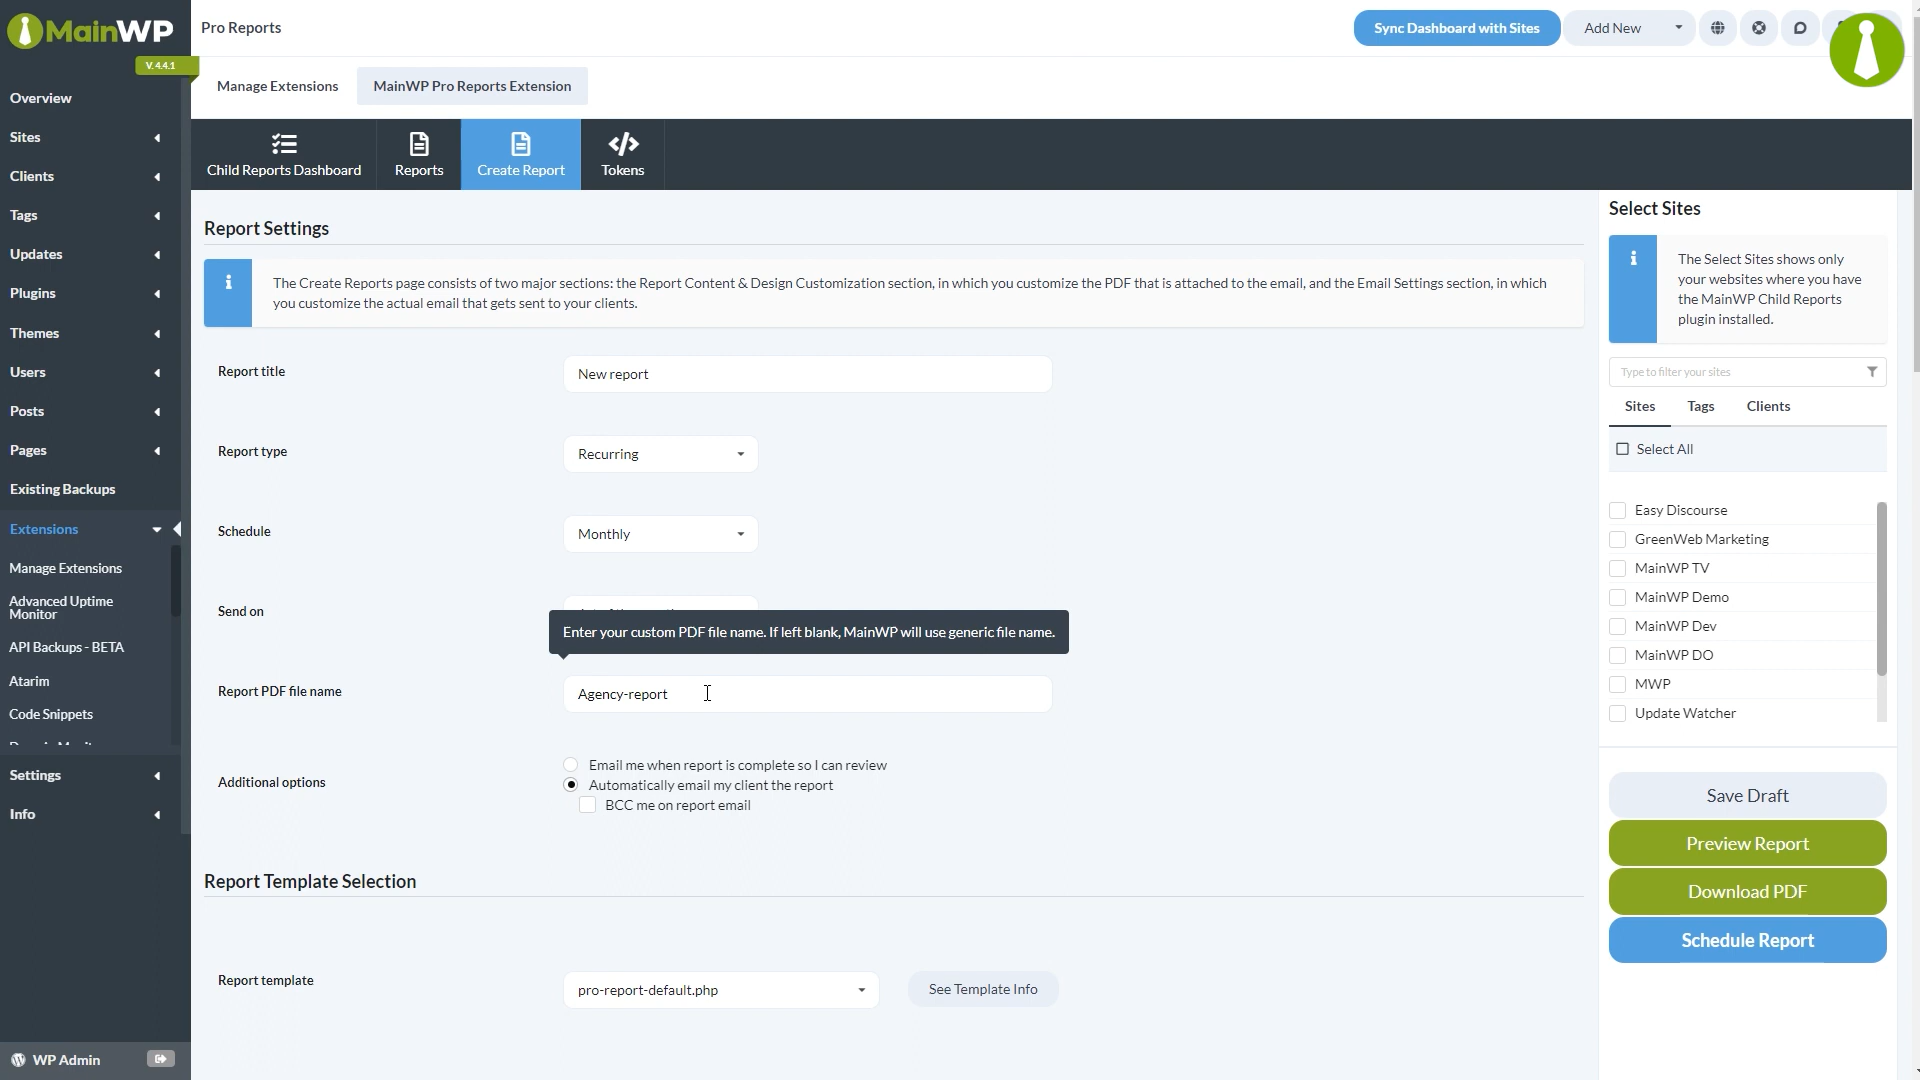 MainWP
V. 4.4.1
Pro Reports
Sync Dashboard with Sites
Add New
Manage Extensions
MainWP Pro Reports Extension
Child Reports Dashboard
Reports
Create Report
Tokens
Overview
Sites
Clients
Tags
Updates
Plugins
Themes
Users
Posts
Pages
Existing Backups
Extensions
Manage Extensions
Advanced Uptime
Monitor
API Backups - BETA
Atarim
Code Snippets
Settings
Info
WP Admin
Report Settings
The Create Reports page consists of two major sections: the Report Content & Design Customization section, in which you customize the PDF that is attached to the email, and the Email Settings section, in which
you customize the actual email that gets sent to your clients.
Report title
New report
Report type
Recurring
Schedule
Monthly
Send on
Enter your custom PDF file name. If left blank, MainWP will use generic file name.
Report PDF file name
Agency-report
Additional options
Email me when report is complete so I can review
Automatically email my client the report
BCC me on report email
Report Template Selection
Report template
pro-report-default.php
See Template Info
Select Sites
The Select Sites shows only
your websites where you have
the MainWP Child Reports
plugin installed.
Type to filter your sites
Sites
Tags
Clients
Select All
Easy Discourse
GreenWeb Marketing
MainWP TV
MainWP Demo
MainWP Dev
MainWP DO
MWP
Update Watcher
Save Draft
Preview Report
Download PDF
Schedule Report